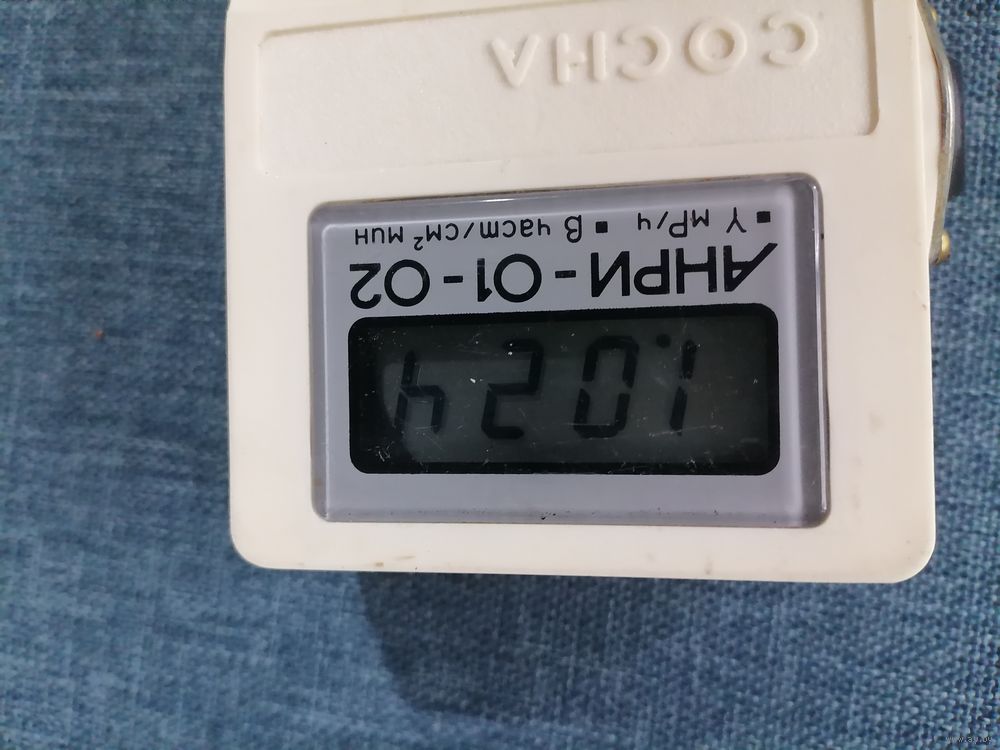 1.024
АНРИ-01-02
▪ γ мР/ч ▪ β част/см² мин
СОСНА